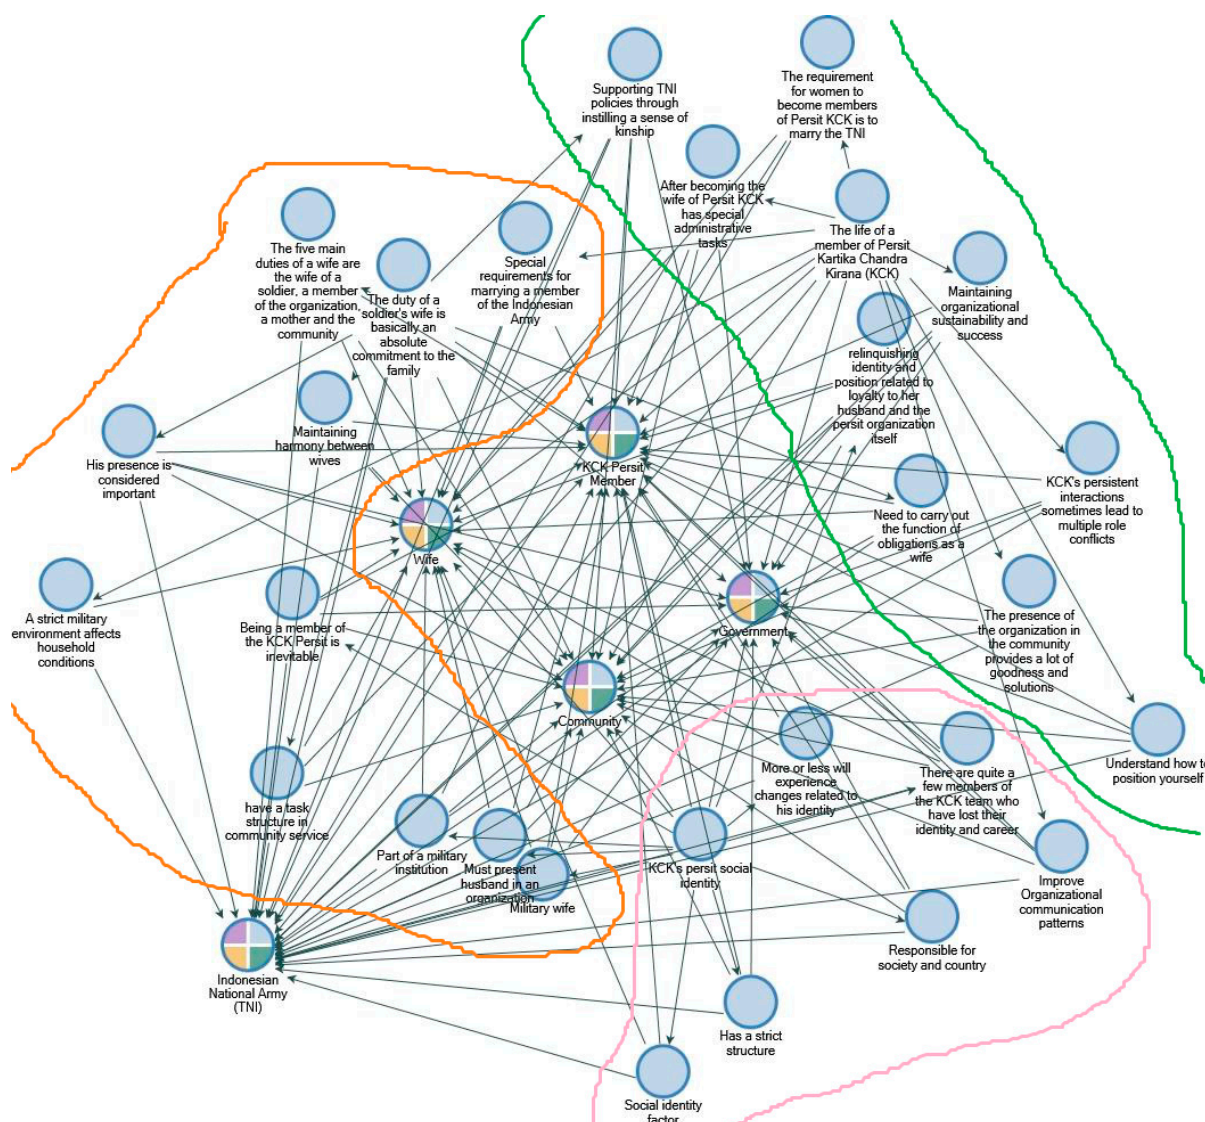 Supporting TNI
policies through
instilling a sense of
kinship
The requirement
for women to
become members
of Persit KCK is to
marry the TNI
After becoming the
wife of Persit KCK
has special
administrative
tasks
The life of a
member of Persit
Kartika Chandra
Kirana (KCK)
The five main
duties of a wife are
the wife of a
soldier, a member
of the organization,
a mother and the
community
The duty of a
soldier's wife is
basically an
absolute
commitment to the
family
Special
requirements for
marrying a member
of the Indonesian
Army
Maintaining
organizational
sustainability and
success
relinquishing
identity and
position related to
loyalty to her
husband and the
persit organization
itself
Maintaining
harmony between
wives
His presence is
considered
important
KCK Persit
Member
KCK's persistent
interactions
sometimes lead to
multiple role
conflicts
Need to carry out
the function of
obligations as a
wife
Wife
A strict military
environment affects
household
conditions
Being a member of
the KCK Persit is
inevitable
Government
The presence of
the organization in
the community
provides a lot of
goodness and
solutions
Community
More or less will
experience
changes related to
his identity
There are quite a
few members of
the KCK team who
have lost their
identity and career
Understand how to
position yourself
have a task
structure in
community service
Part of a military
institution
Must present
husband in an
organization
Military wife
KCK's persit social
identity
Improve
Organizational
communication
patterns
Responsible for
society and country
Indonesian
National Army
(TNI)
Has a strict
structure
Social identity
factor